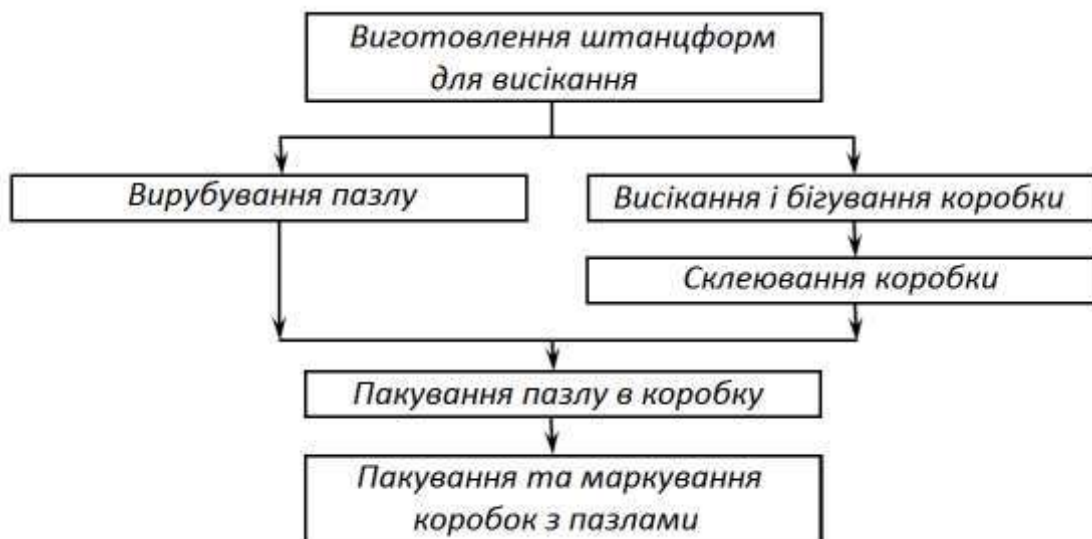 Виготовлення штанцформ
для висікання
Вирубування пазлу
Висікання і бігування коробки
Склеювання коробки
Пакування пазлу в коробку
Пакування та маркування
коробок з пазлами